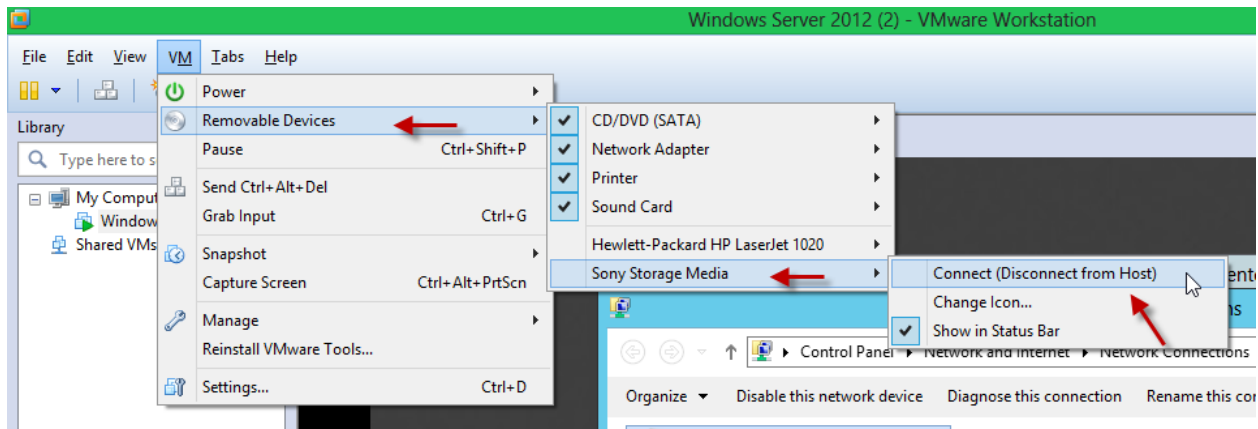 Windows Server 2012 (2) - VMware Workstation
File Edit View VM Tabs Help
Library
Type here to
My Comput
Window
Shared VMs
Power
Removable Devices
Pause Ctrl+Shift+P
Send Ctrl+Alt+Del
Grab Input Ctrl+G
Snapshot
Capture Screen Ctrl+Alt+PrtScn
Manage
Reinstall VMware Tools...
Settings... Ctrl+D
CD/DVD (SATA)
Network Adapter
Printer
Sound Card
Hewlett-Packard HP LaserJet 1020
Sony Storage Media
Connect (Disconnect from Host)
Change Icon...
Show in Status Bar
Control Panel Network and Internet Network Connections
Organize Disable this network device Diagnose this connection Rename this con